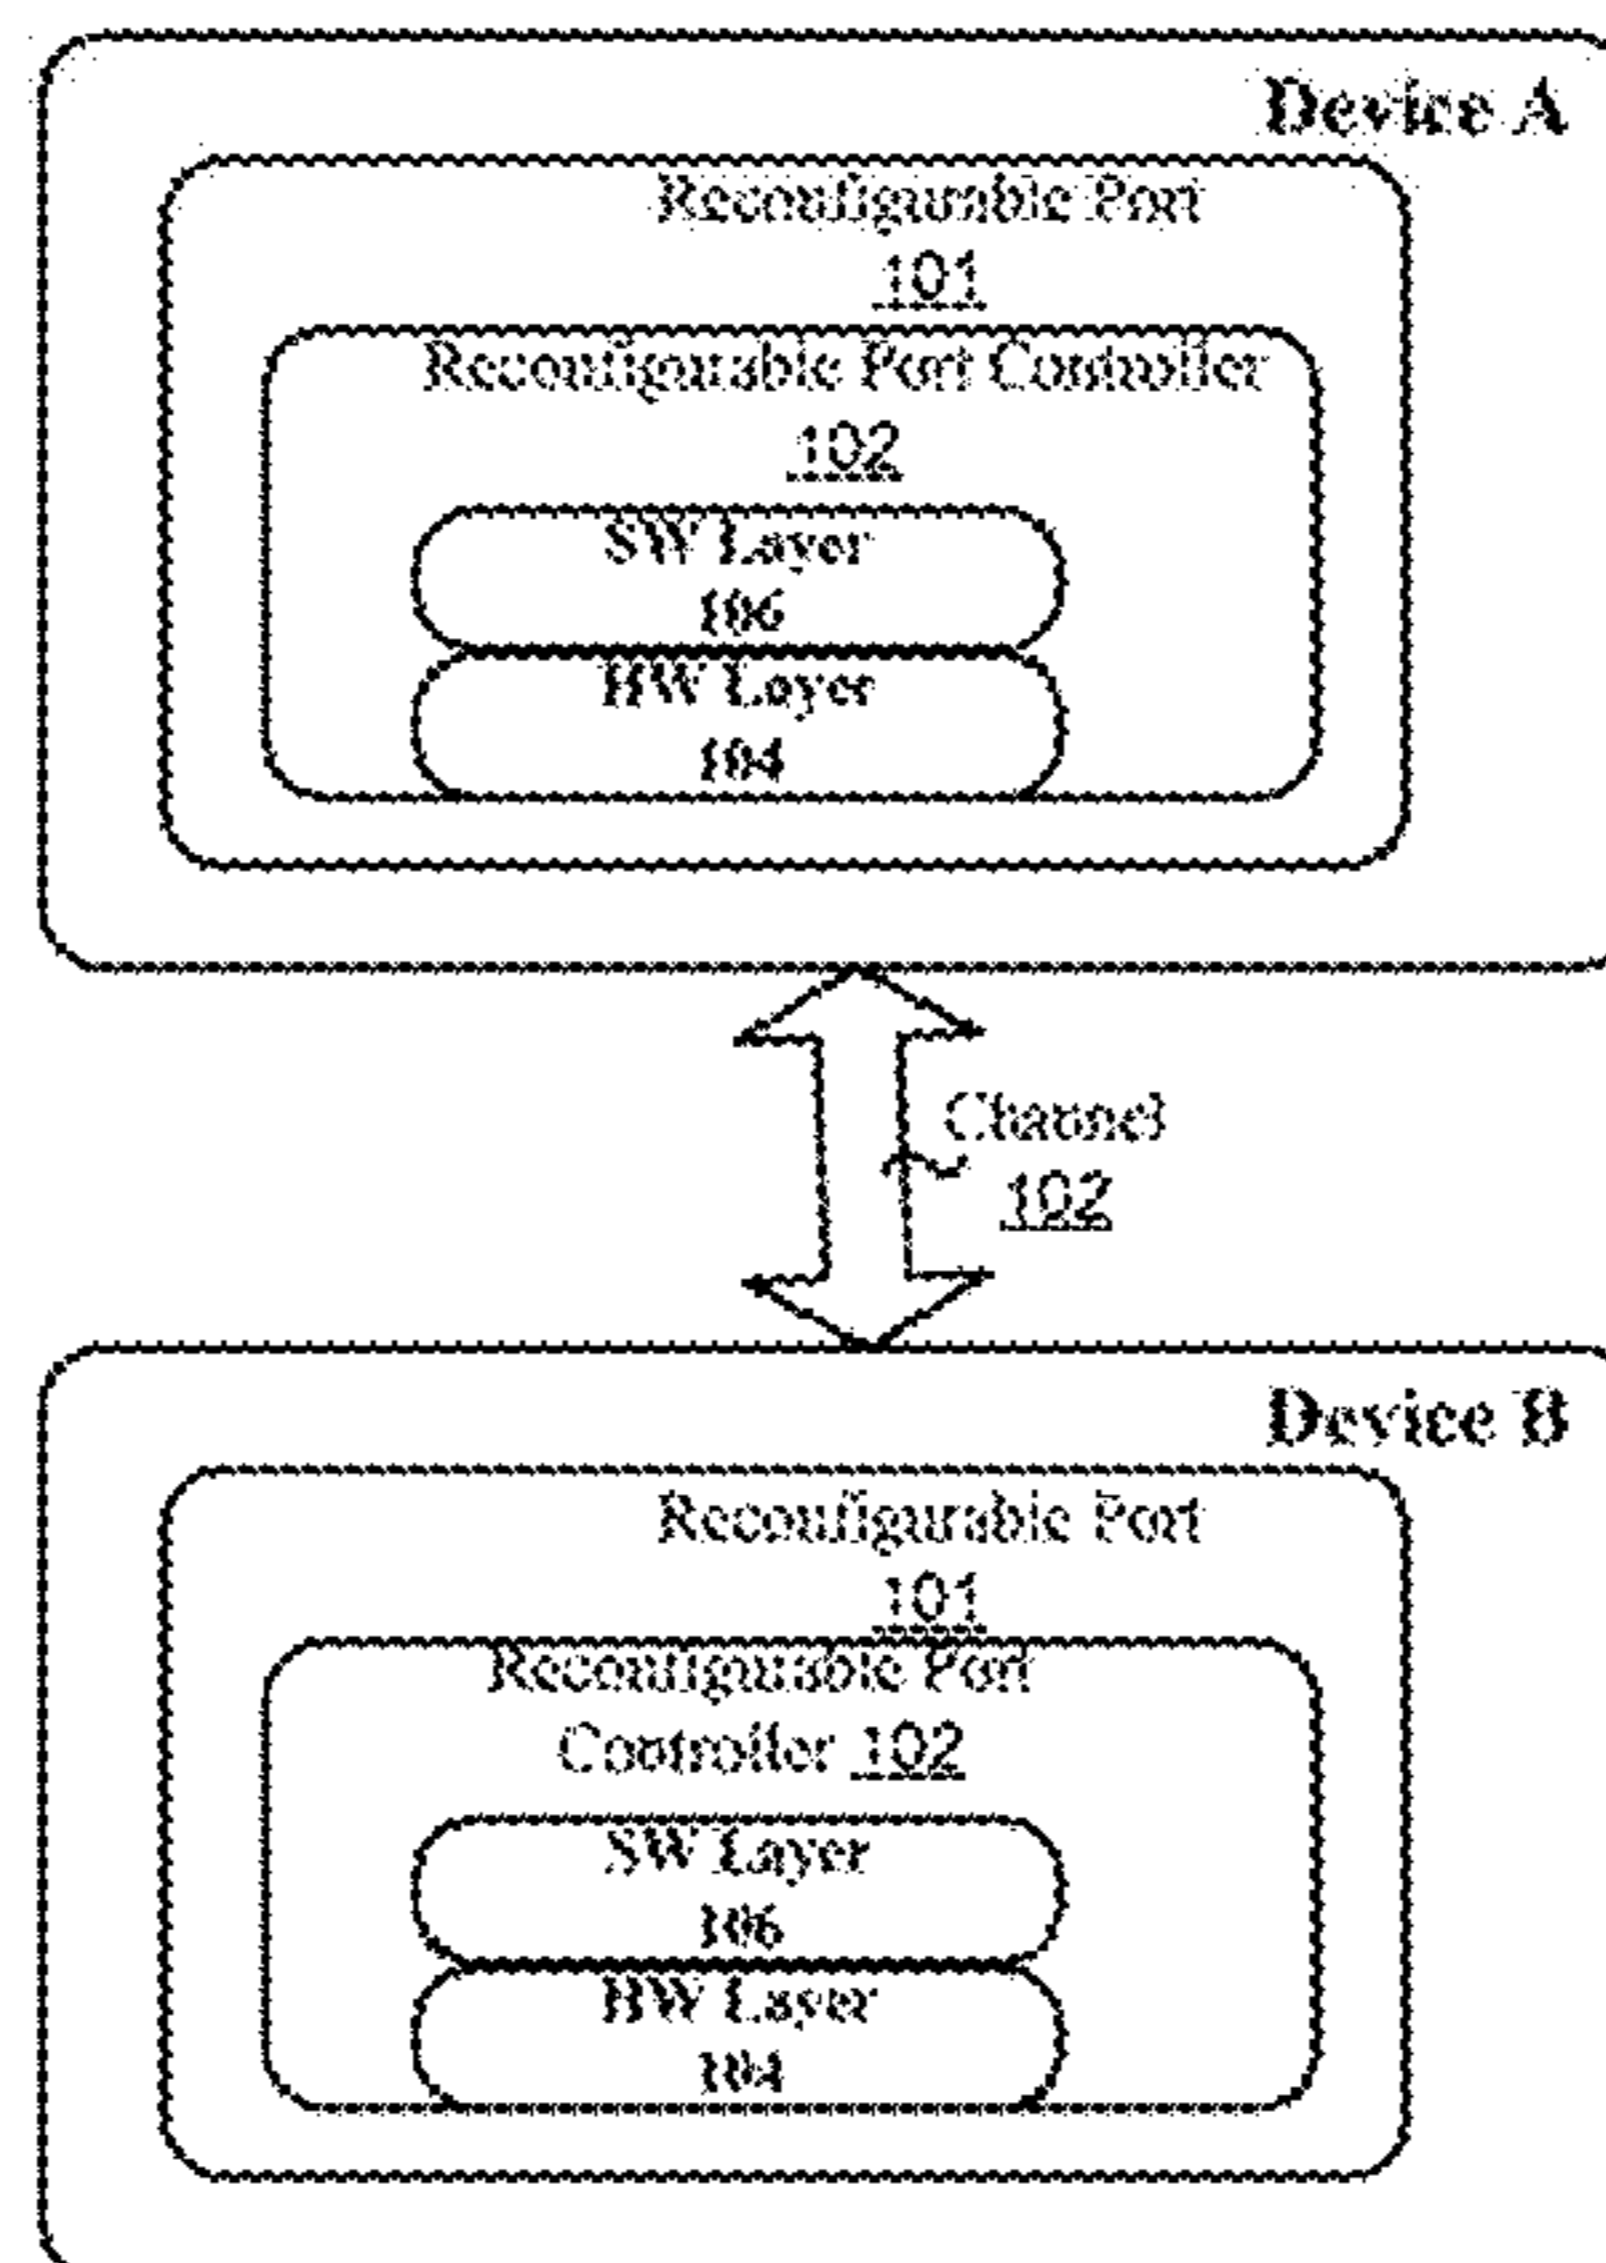 Device A
Reconfigurable Port
101
Reconfigurable Port Controller
102
SW Layer
106
HW Layer
104
Channel
102
Device B
Reconfigurable Port
101
Reconfigurable Port
Controller 102
SW Layer
106
HW Layer
104